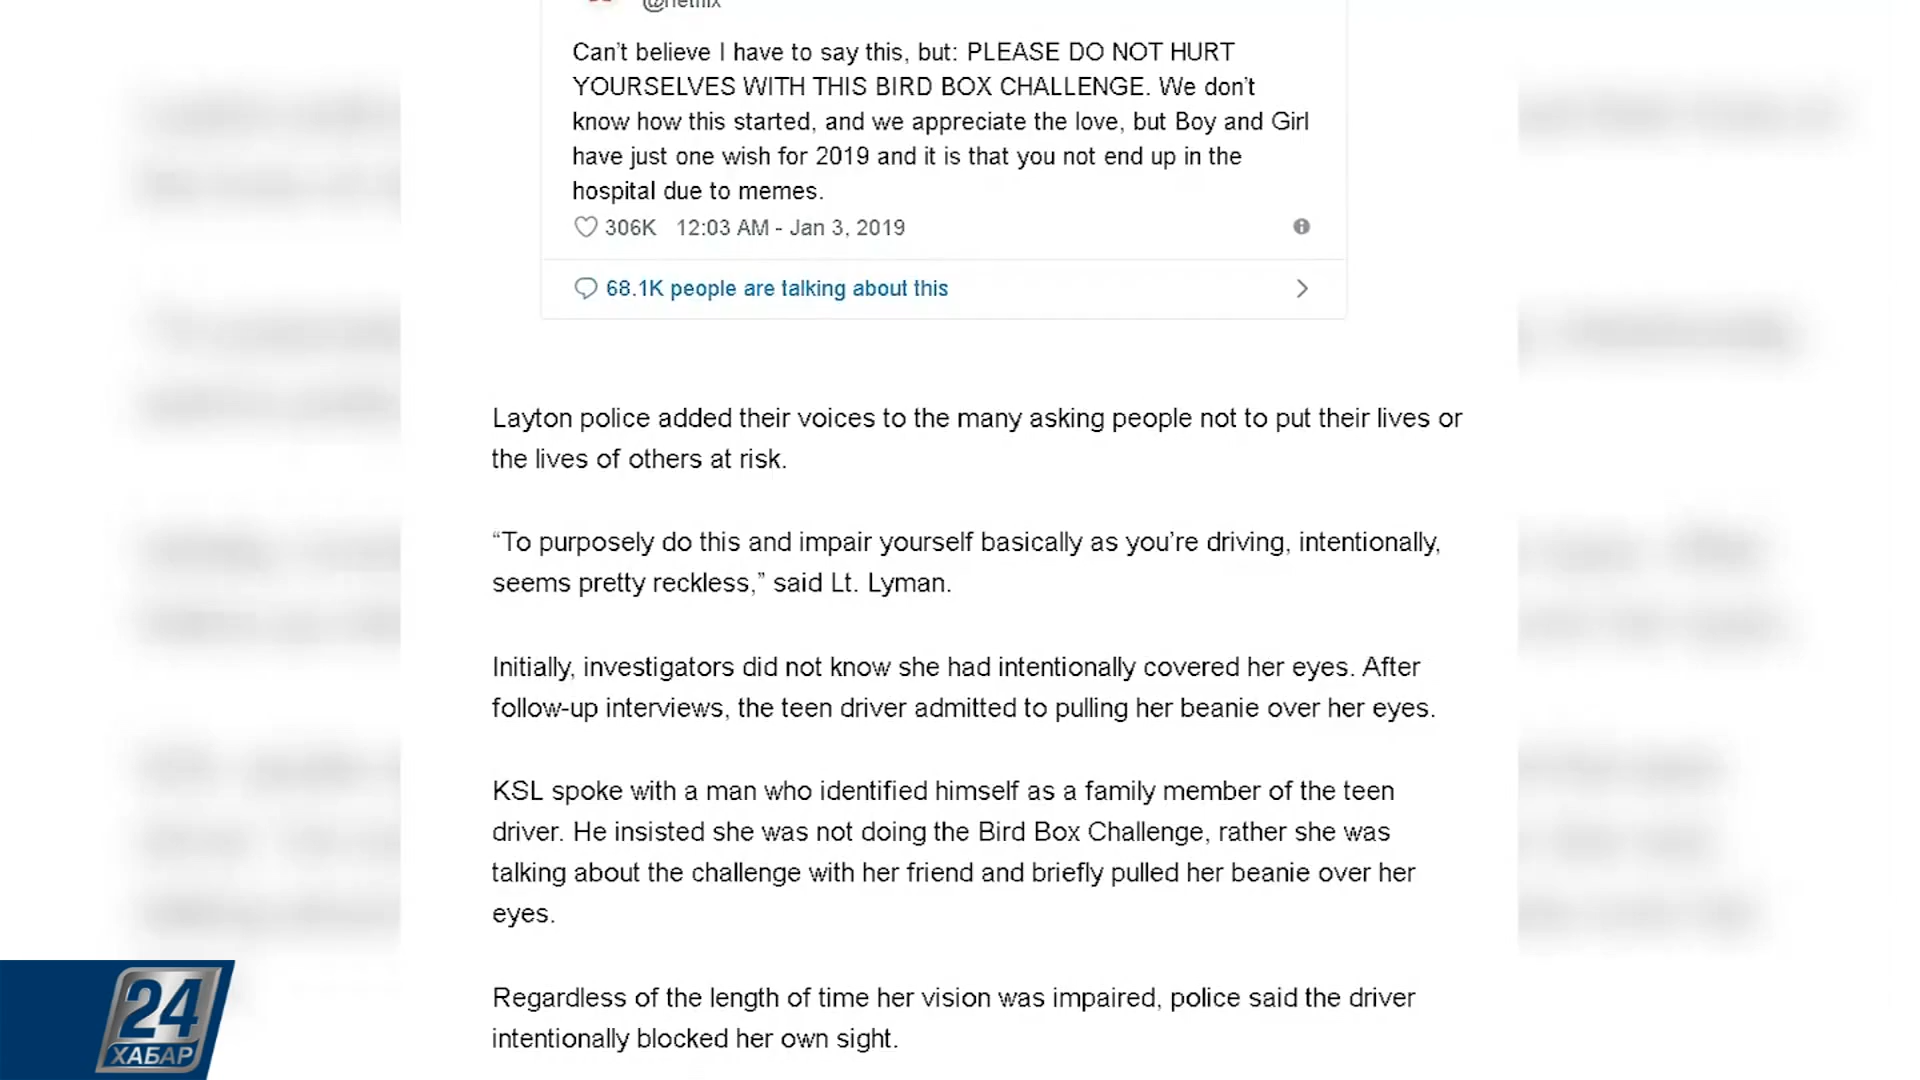 @netflix
Can't believe I have to say this, but: PLEASE DO NOT HURT
YOURSELVES WITH THIS BIRD BOX CHALLENGE. We don't
know how this started, and we appreciate the love, but Boy and Girl
have just one wish for 2019 and it is that you not end up in the
hospital due to memes.
306K 12:03 AM - Jan 3, 2019
68.1K people are talking about this
Layton police added their voices to the many asking people not to put their lives or
the lives of others at risk.
“To purposely do this and impair yourself basically as you’re driving, intentionally,
seems pretty reckless,” said Lt. Lyman.
Initially, investigators did not know she had intentionally covered her eyes. After
follow-up interviews, the teen driver admitted to pulling her beanie over her eyes.
KSL spoke with a man who identified himself as a family member of the teen
driver. He insisted she was not doing the Bird Box Challenge, rather she was
talking about the challenge with her friend and briefly pulled her beanie over her
eyes.
Regardless of the length of time her vision was impaired, police said the driver
intentionally blocked her own sight.
24
ХАБАР